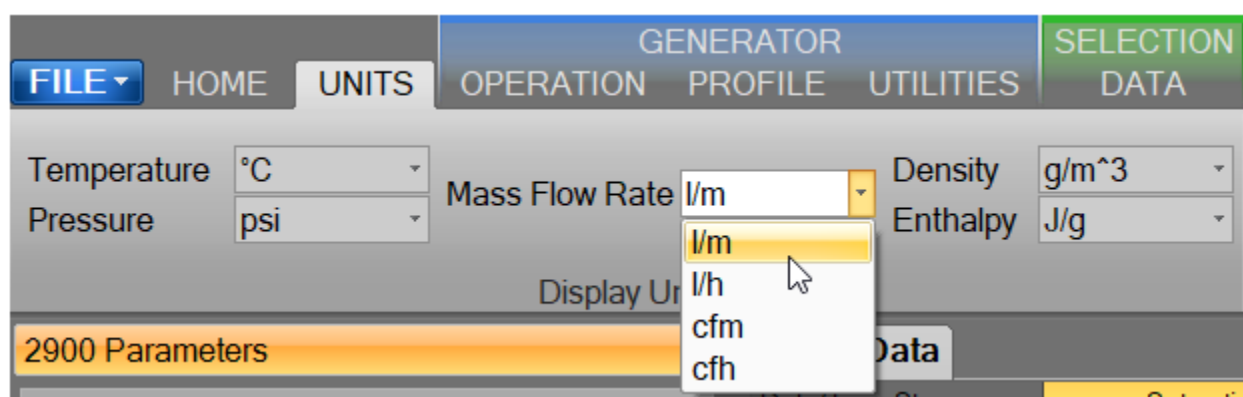 GENERATOR SELECTION
FILE HOME UNITS OPERATION PROFILE UTILITIES DATA
Temperature °C
Pressure psi
Mass Flow Rate l/m
Density g/m^3
Enthalpy J/g
l/m
l/h
cfm
cfh
Display
2900 Parameters
Data